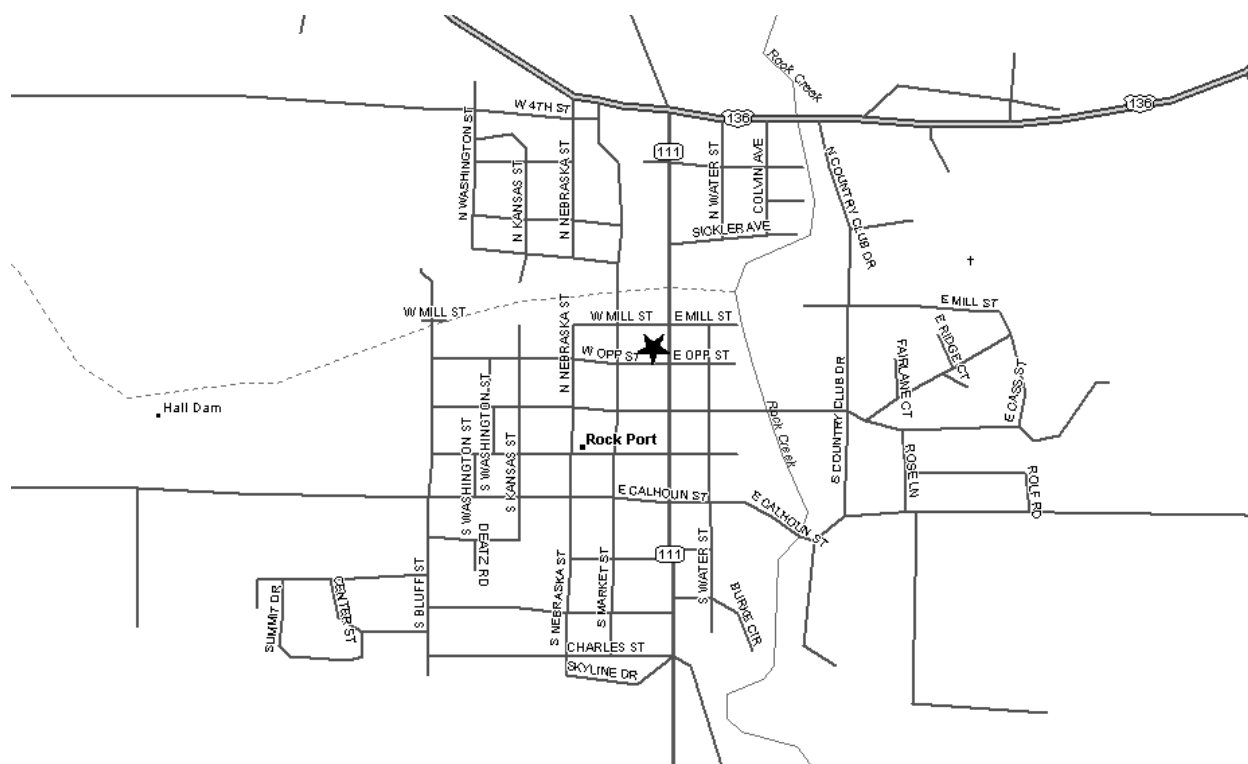 Rock Creek
136
136
W 4TH ST
111
N WASHINGTON ST
N KANSAS ST
N NEBRASKA ST
N WATER ST
COLVIN AVE
N COUNTRY CLUB DR
SICKLER AVE
W MILL ST
N NEBRASKA ST
W MILL ST
E MILL ST
E MILL ST
W OPP ST
E OPP ST
E RIDGE CT
FAIRLANE CT
E CASS ST
Hall Dam
S WASHINGTON ST
S WASHINGTON ST
S KANSAS ST
Rock Port
Rock Creek
S COUNTRY CLUB DR
ROSE LN
ROLF RD
E CALHOUN ST
E CALHOUN ST
DEATZ RD
111
S BLUFF ST
S NEBRASKA ST
S MARKET ST
S WATER ST
BURKE CIR
SUMMIT DR
CENTER ST
CHARLES ST
SKYLINE DR